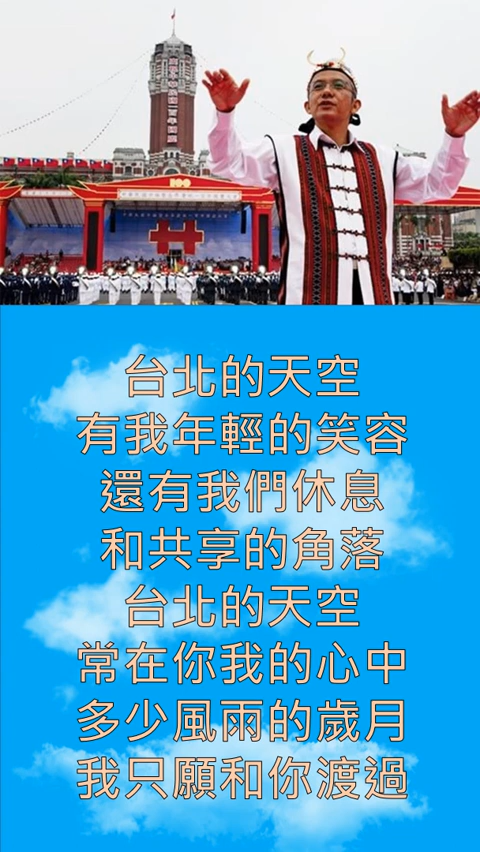 100
台北的天空
有我年輕的笑容
還有我們休息
和共享的角落
台北的天空
常在你我的心中
多少風雨的歲月
我只願和你渡過